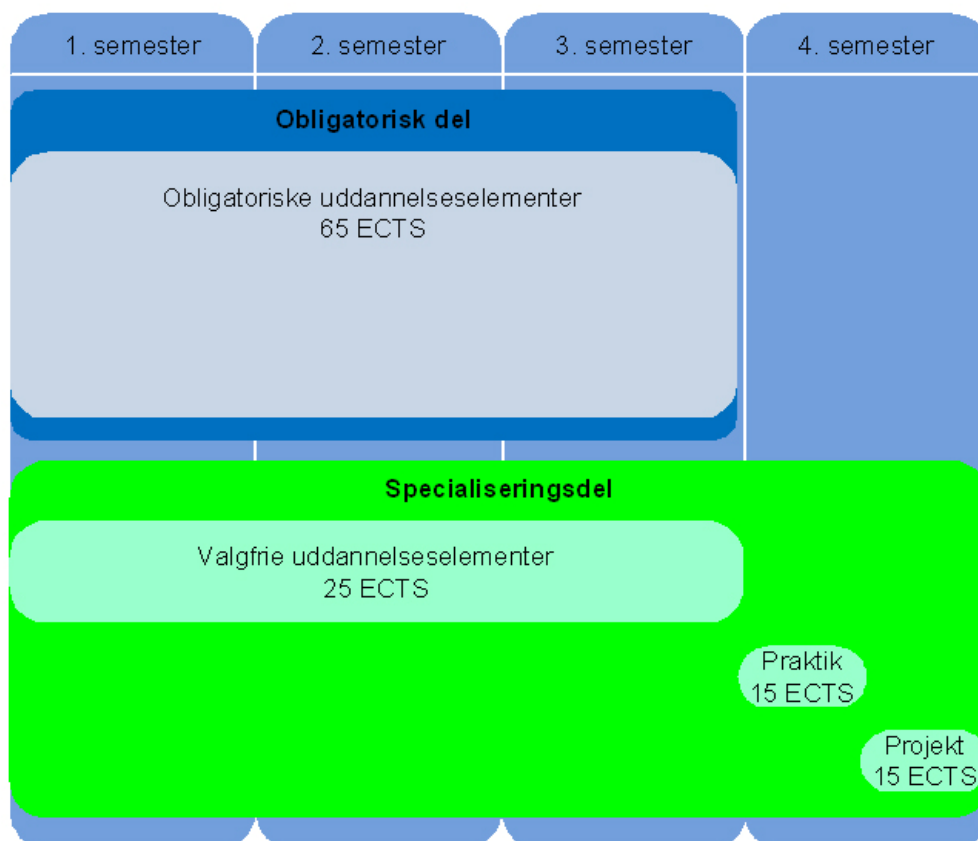 1. semester
2. semester
3. semester
4. semester
Obligatorisk del
Obligatoriske uddannelseselementer
65 ECTS
Specialiseringsdel
Valgfrie uddannelseselementer
25 ECTS
Praktik
15 ECTS
Projekt
15 ECTS